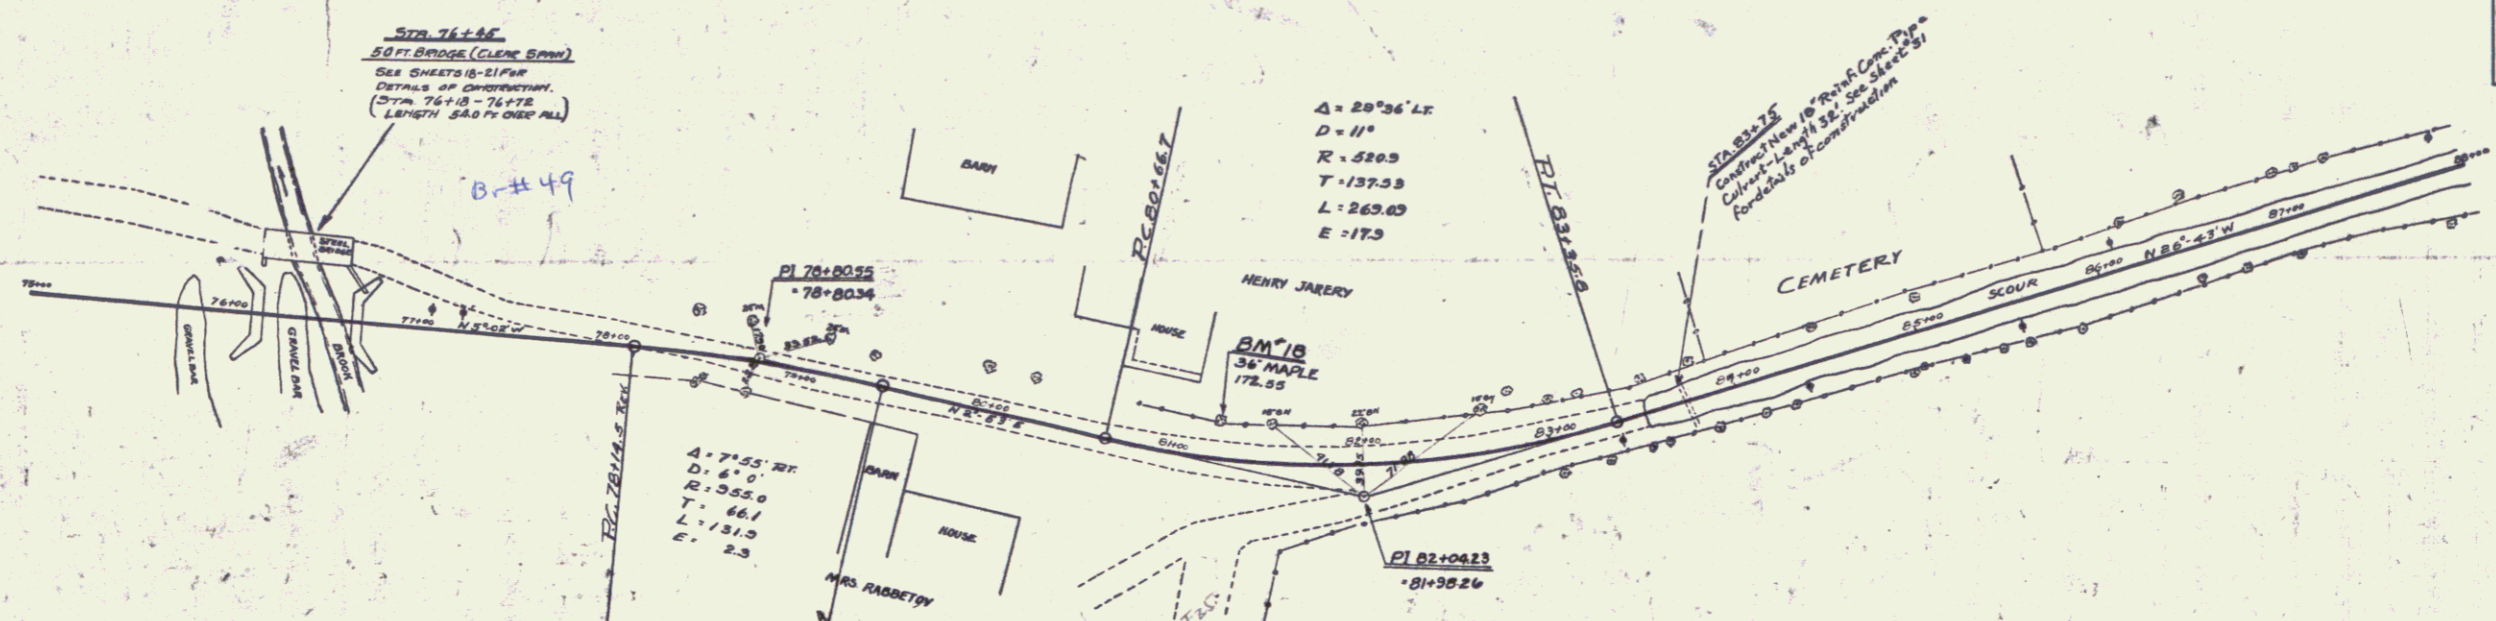 STA. 76+45
50 FT. BRIDGE (CLEAR SPAN)
SEE SHEETS 18-21 FOR
DETAILS OF CONSTRUCTION.
(STA. 76+18 - 76+72
LENGTH 54.0 FT OVER ALL)
Br # 49
STEEL
BRIDGE
GRAVEL BAR
GRAVEL BAR
BROOK
75+00
76+00
77+00
N 5°-02' W
78+00
P.C. 78+14.5
PI 78+80.55
= 78+80.34
79+00
Δ = 7°55' RT.
D = 6° 0'
R = 955.0
T = 66.1
L = 131.9
E = 2.3
BARN
HOUSE
MRS. RABBETOY
BARN
80+00
P.C. 80+66.7
81+00
HOUSE
HENRY JARERY
BM #18
36" MAPLE
172.55
Δ = 29°36' LT.
D = 11°
R = 520.9
T = 137.53
L = 269.09
E = 17.9
82+00
PI 82+04.23
= 81+98.26
83+00
P.T. 83+35.8
STA. 83+75
Construct New 18" Reinf. Conc. Pipe
Culvert-Length 32'. See Sheet #31
for details of construction
CEMETERY
84+00
85+00
SCOUR
86+00
N 26°-43' W
87+00
88+00